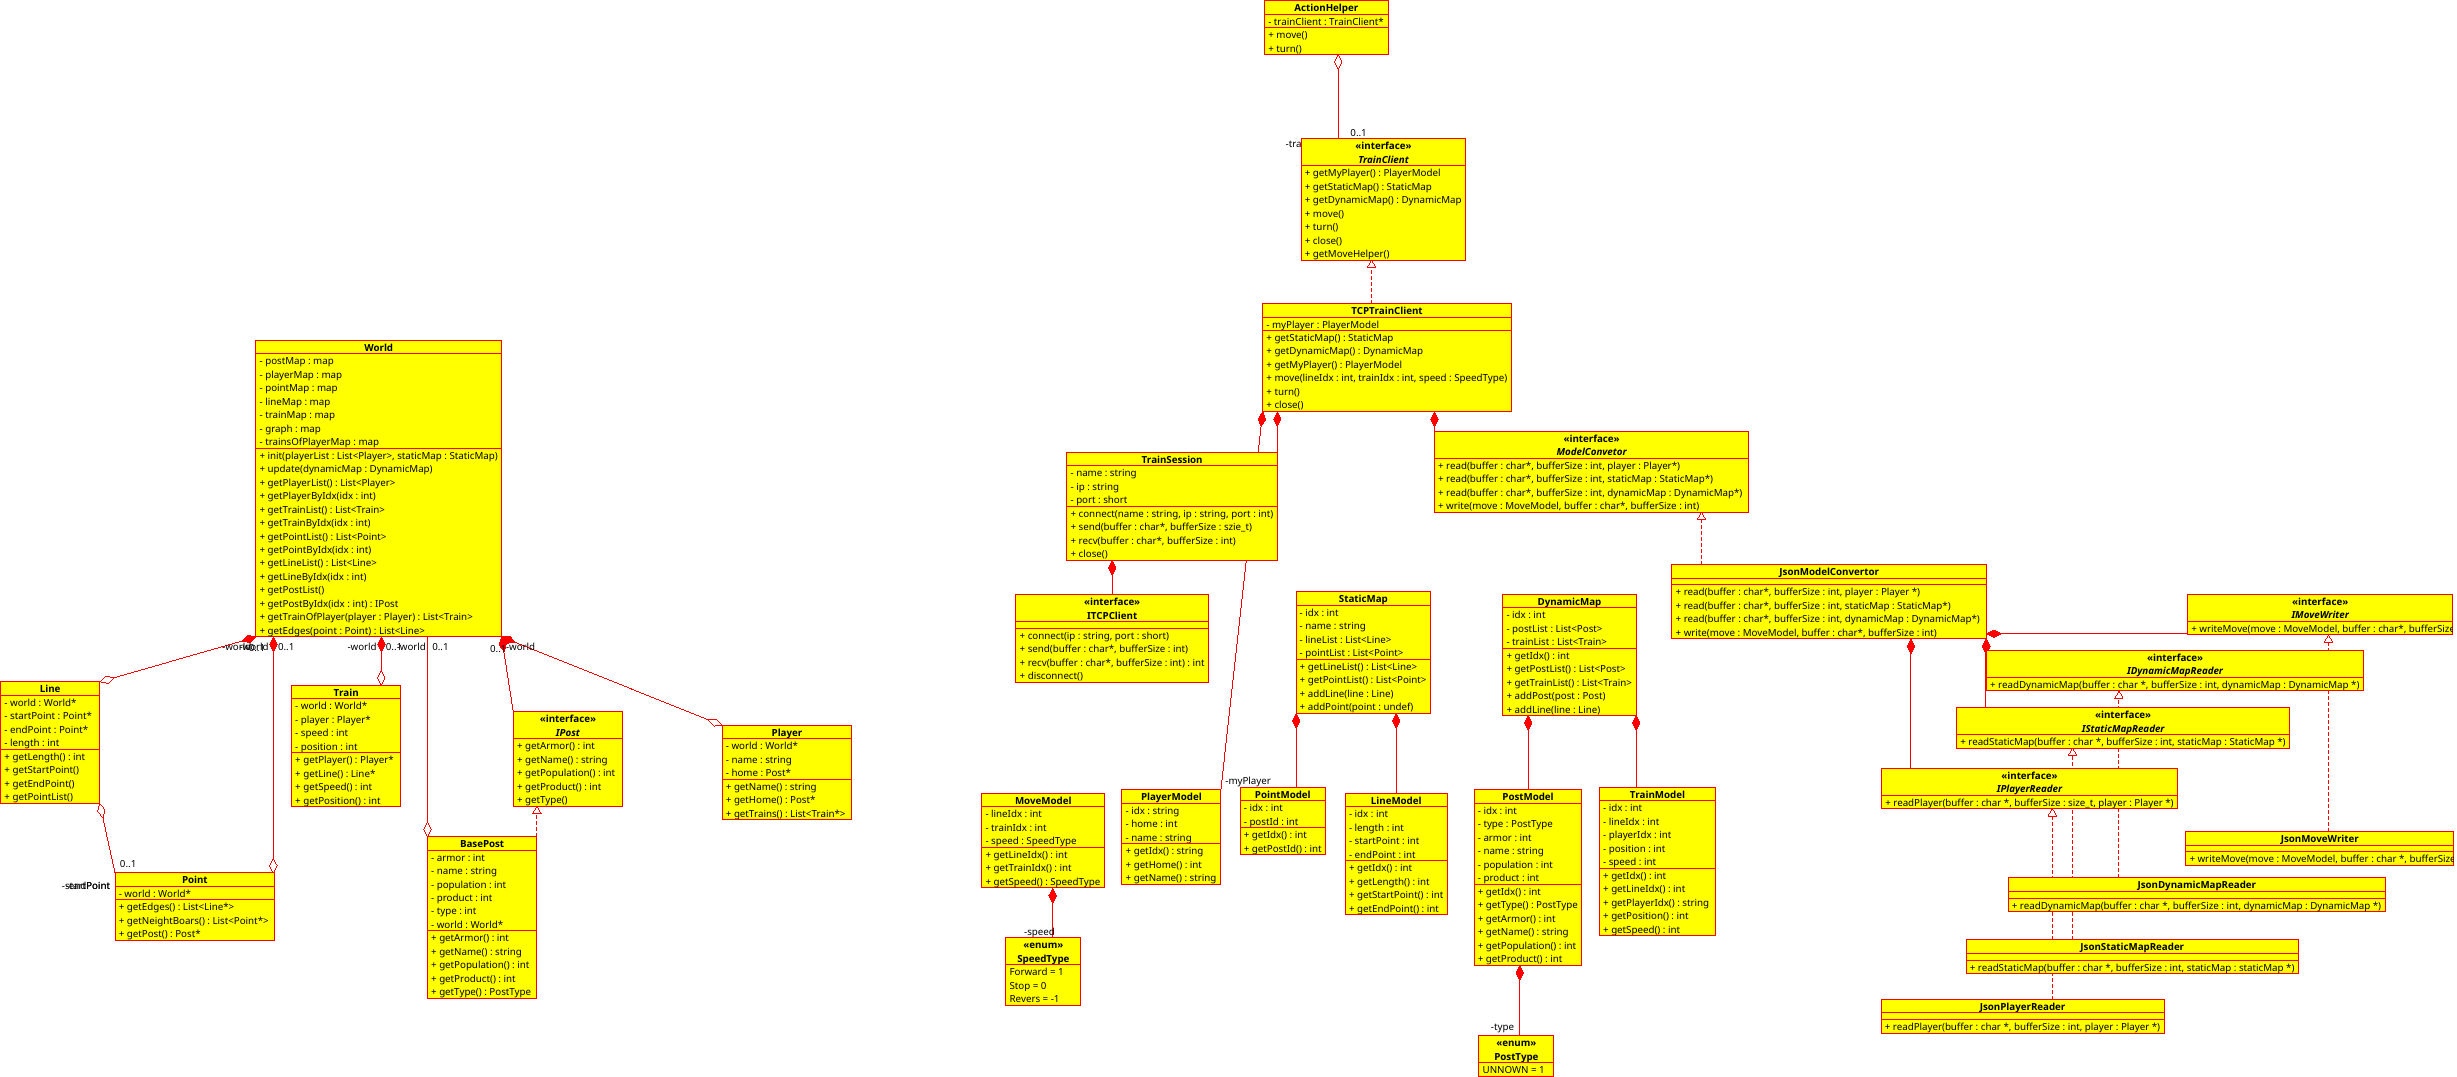 ActionHelper
- trainClient : TrainClient*
+ move()
+ turn()
0..1
-tra
«interface»
TrainClient
+ getMyPlayer() : PlayerModel
+ getStaticMap() : StaticMap
+ getDynamicMap() : DynamicMap
+ move()
+ turn()
+ close()
+ getMoveHelper()
TCPTrainClient
- myPlayer : PlayerModel
+ getStaticMap() : StaticMap
+ getDynamicMap() : DynamicMap
+ getMyPlayer() : PlayerModel
+ move(lineIdx : int, trainIdx : int, speed : SpeedType)
+ turn()
+ close()
World
- postMap : map
- playerMap : map
- pointMap : map
- lineMap : map
- trainMap : map
- graph : map
- trainsOfPlayerMap : map
+ init(playerList : List<Player>, staticMap : StaticMap)
+ update(dynamicMap : DynamicMap)
+ getPlayerList() : List<Player>
+ getPlayerByIdx(idx : int)
+ getTrainList() : List<Train>
+ getTrainByIdx(idx : int)
+ getPointList() : List<Point>
+ getPointByIdx(idx : int)
+ getLineList() : List<Line>
+ getLineByIdx(idx : int)
+ getPostList()
+ getPostByIdx(idx : int) : IPost
+ getTrainOfPlayer(player : Player) : List<Train>
+ getEdges(point : Point) : List<Line>
0..1
-world
-world
0..1
-world
Line
- world : World*
- startPoint : Point*
- endPoint : Point*
- length : int
+ getLength() : int
+ getStartPoint()
+ getEndPoint()
+ getPointList()
Train
- world : World*
- player : Player*
- speed : int
- position : int
+ getPlayer() : Player*
+ getLine() : Line*
+ getSpeed() : int
+ getPosition() : int
«interface»
IPost
+ getArmor() : int
+ getName() : string
+ getPopulation() : int
+ getProduct() : int
+ getType()
Player
- world : World*
- name : string
- home : Post*
+ getName() : string
+ getHome() : Post*
+ getTrains() : List<Train*>
BasePost
- armor : int
- name : string
- population : int
- product : int
- type : int
- world : World*
+ getArmor() : int
+ getName() : string
+ getPopulation() : int
+ getProduct() : int
+ getType() : PostType
0..1
Point
- world : World*
+ getEdges() : List<Line*>
+ getNeightBoars() : List<Point*>
+ getPost() : Post*
TrainSession
- name : string
- ip : string
- port : short
+ connect(name : string, ip : string, port : int)
+ send(buffer : char*, bufferSize : szie_t)
+ recv(buffer : char*, bufferSize : int)
+ close()
«interface»
ModelConvetor
+ read(buffer : char*, bufferSize : int, player : Player*)
+ read(buffer : char*, bufferSize : int, staticMap : StaticMap*)
+ read(buffer : char*, bufferSize : int, dynamicMap : DynamicMap*)
+ write(move : MoveModel, buffer : char*, bufferSize : int)
«interface»
ITCPClient
+ connect(ip : string, port : short)
+ send(buffer : char*, bufferSize : int)
+ recv(buffer : char*, bufferSize : int) : int
+ disconnect()
StaticMap
- idx : int
- name : string
- lineList : List<Line>
- pointList : List<Point>
+ getLineList() : List<Line>
+ getPointList() : List<Point>
+ addLine(line : Line)
+ addPoint(point : undef)
DynamicMap
- idx : int
- postList : List<Post>
- trainList : List<Train>
+ getIdx() : int
+ getPostList() : List<Post>
+ getTrainList() : List<Train>
+ addPost(post : Post)
+ addLine(line : Line)
JsonModelConvertor
+ read(buffer : char*, bufferSize : int, player : Player *)
+ read(buffer : char*, bufferSize : int, staticMap : StaticMap*)
+ read(buffer : char*, bufferSize : int, dynamicMap : DynamicMap*)
+ write(move : MoveModel, buffer : char*, bufferSize : int)
«interface»
IMoveWriter
+ writeMove(move : MoveModel, buffer : char*, bufferSize
«interface»
IDynamicMapReader
+ readDynamicMap(buffer : char *, bufferSize : int, dynamicMap : DynamicMap *)
«interface»
IStaticMapReader
+ readStaticMap(buffer : char *, bufferSize : int, staticMap : StaticMap *)
«interface»
IPlayerReader
+ readPlayer(buffer : char *, bufferSize : size_t, player : Player *)
-myPlayer
MoveModel
- lineIdx : int
- trainIdx : int
- speed : SpeedType
+ getLineIdx() : int
+ getTrainIdx() : int
+ getSpeed() : SpeedType
PlayerModel
- idx : string
- home : int
- name : string
+ getIdx() : string
+ getHome() : int
+ getName() : string
PointModel
- idx : int
- postId : int
+ getIdx() : int
+ getPostId() : int
LineModel
- idx : int
- length : int
- startPoint : int
- endPoint : int
+ getIdx() : int
+ getLength() : int
+ getStartPoint() : int
+ getEndPoint() : int
PostModel
- idx : int
- type : PostType
- armor : int
- name : string
- population : int
- product : int
+ getIdx() : int
+ getType() : PostType
+ getArmor() : int
+ getName() : string
+ getPopulation() : int
+ getProduct() : int
TrainModel
- idx : int
- lineIdx : int
- playerIdx : int
- position : int
- speed : int
+ getIdx() : int
+ getLineIdx() : int
+ getPlayerIdx() : string
+ getPosition() : int
+ getSpeed() : int
-speed
«enum»
SpeedType
Forward = 1
Stop = 0
Revers = -1
-type
«enum»
PostType
UNNOWN = 1
JsonMoveWriter
+ writeMove(move : MoveModel, buffer : char *, bufferSize
JsonDynamicMapReader
+ readDynamicMap(buffer : char *, bufferSize : int, dynamicMap : DynamicMap *)
JsonStaticMapReader
+ readStaticMap(buffer : char *, bufferSize : int, staticMap : staticMap *)
JsonPlayerReader
+ readPlayer(buffer : char *, bufferSize : int, player : Player *)